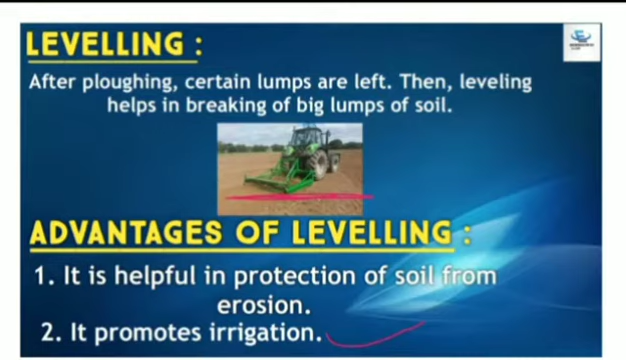 LEVELLING :
After ploughing, certain lumps are left. Then, leveling
helps in breaking of big lumps of soil.
ADVANTAGES OF LEVELLING :
1. It is helpful in protection of soil from
erosion.
2. It promotes irrigation.